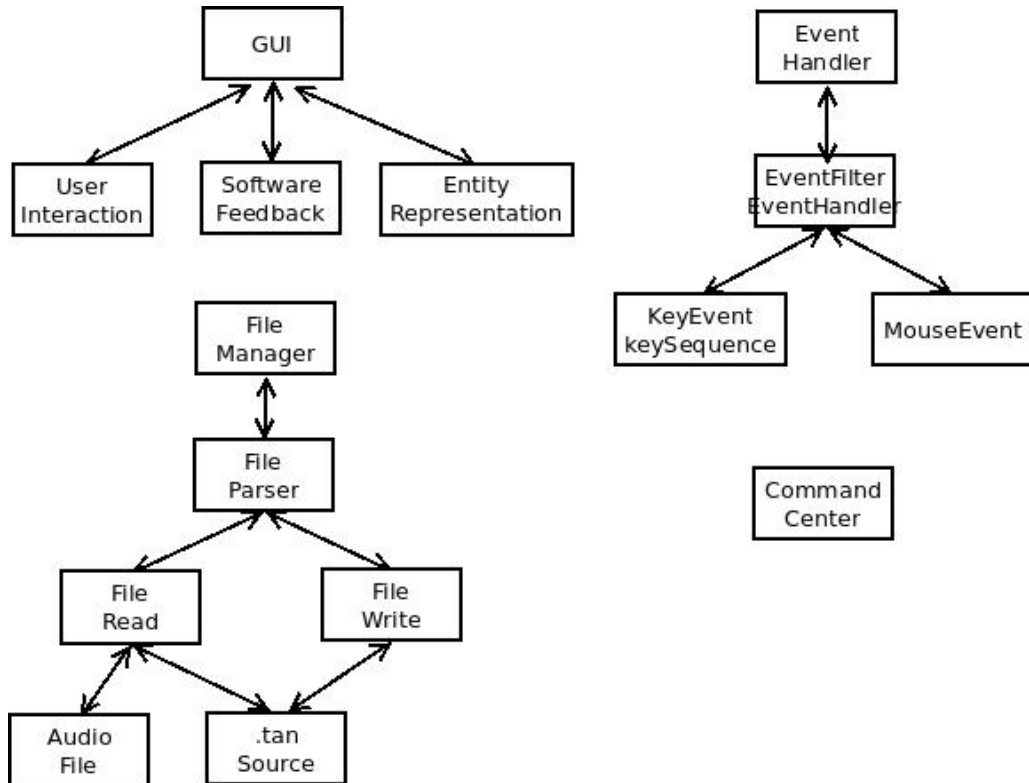 GUI
User
Interaction
Software
Feedback
Entity
Representation
Event
Handler
EventFilter
EventHandler
KeyEvent
keySequence
MouseEvent
File
Manager
File
Parser
File
Read
File
Write
Audio
File
.tan
Source
Command
Center